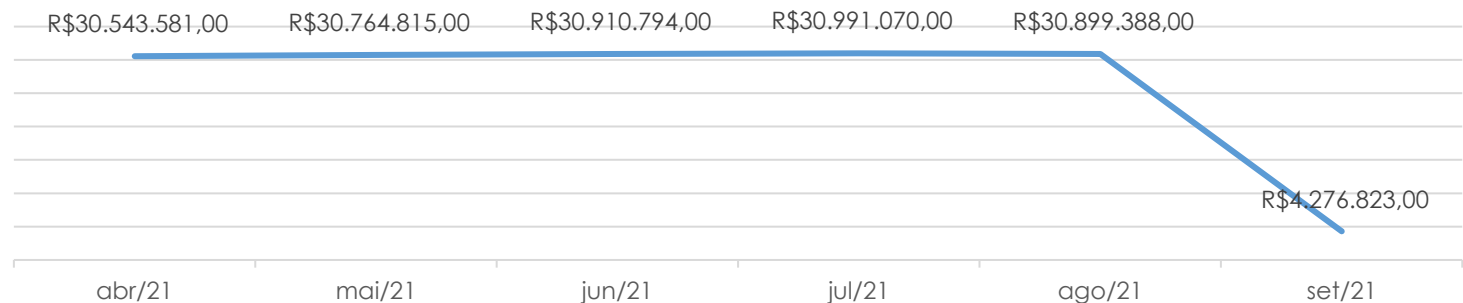 R$30.543.581,00 R$30.764.815,00 R$30.910.794,00 R$30.991.070,00 R$30.899.388,00
R$4.276.823,00
abr/21 mai/21 jun/21 jul/21 ago/21 set/21